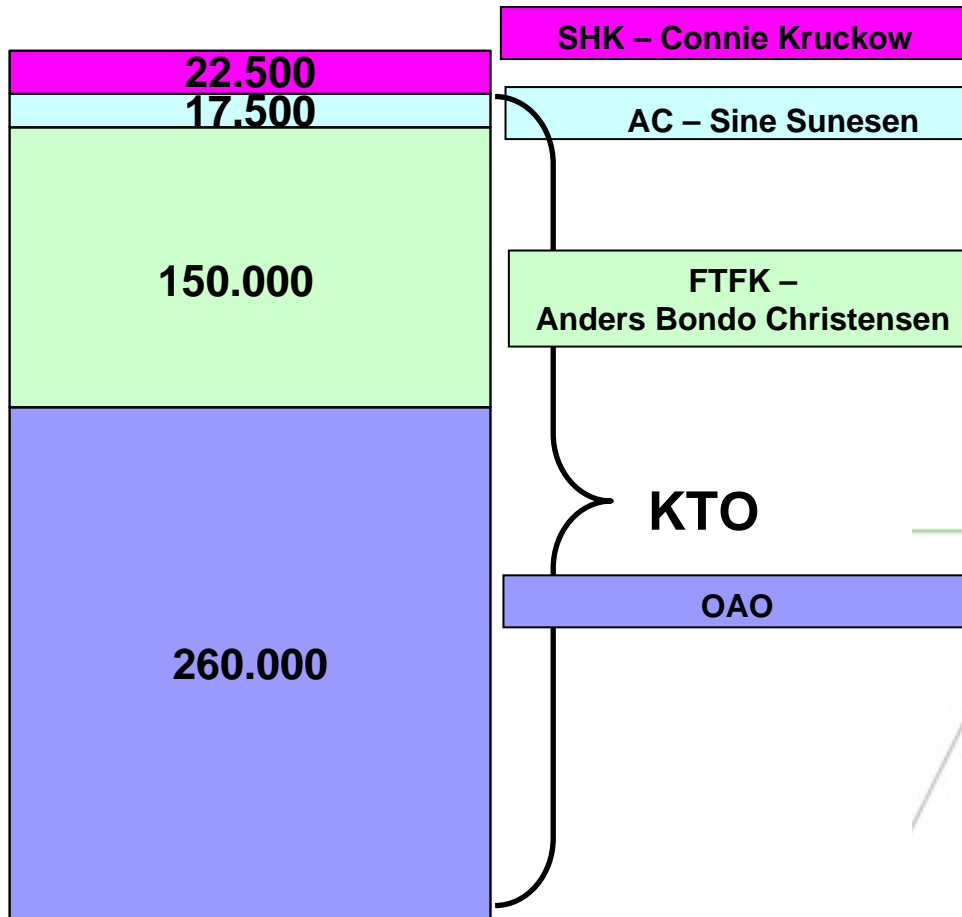 SHK – Connie Kruckow
22.500
17.500
AC – Sine Sunesen
150.000
FTFK –
Anders Bondo Christensen
KTO
OAO
260.000